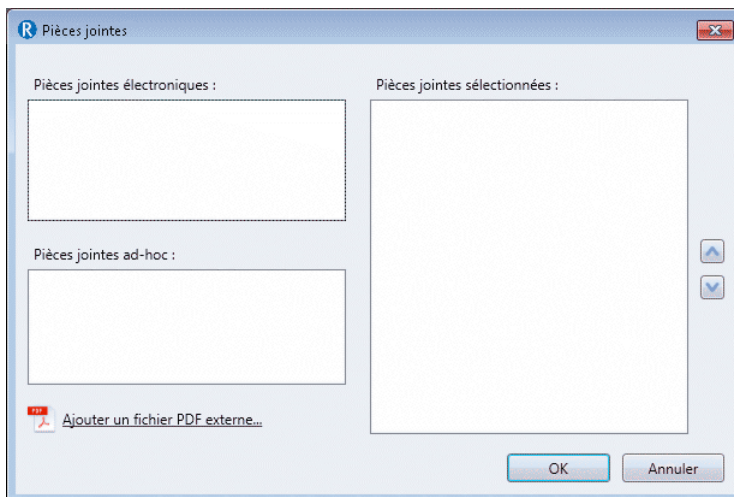 R Pièces jointes
Pièces jointes électroniques :
Pièces jointes sélectionnées :
Pièces jointes ad-hoc :
PDF
Ajouter un fichier PDF externe...
OK
Annuler